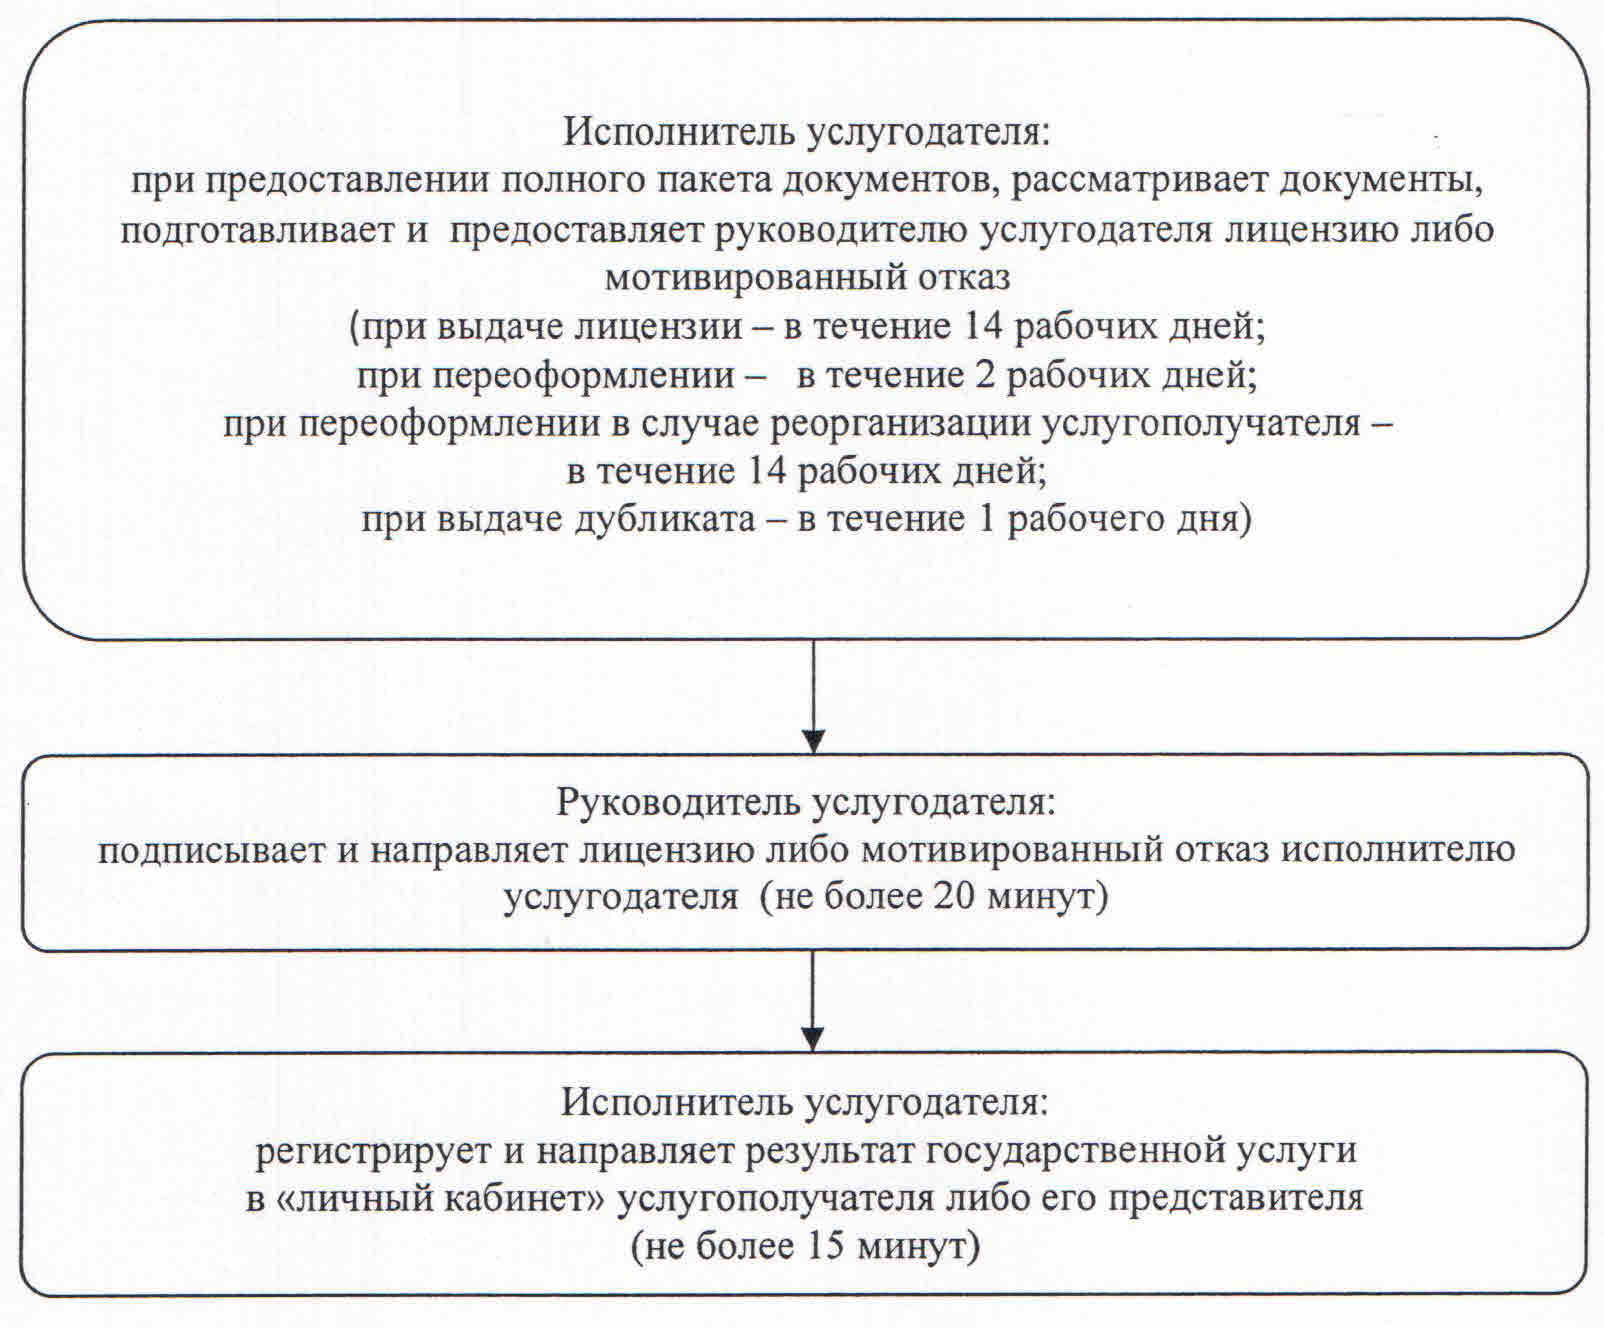 Исполнитель услугодателя:
при предоставлении полного пакета документов, рассматривает документы,
подготавливает и предоставляет руководителю услугодателя лицензию либо
мотивированный отказ
(при выдаче лицензии – в течение 14 рабочих дней;
при переоформлении – в течение 2 рабочих дней;
при переоформлении в случае реорганизации услугополучателя –
в течение 14 рабочих дней;
при выдаче дубликата – в течение 1 рабочего дня)
Руководитель услугодателя:
подписывает и направляет лицензию либо мотивированный отказ исполнителю
услугодателя (не более 20 минут)
Исполнитель услугодателя:
регистрирует и направляет результат государственной услуги
в «личный кабинет» услугополучателя либо его представителя
(не более 15 минут)